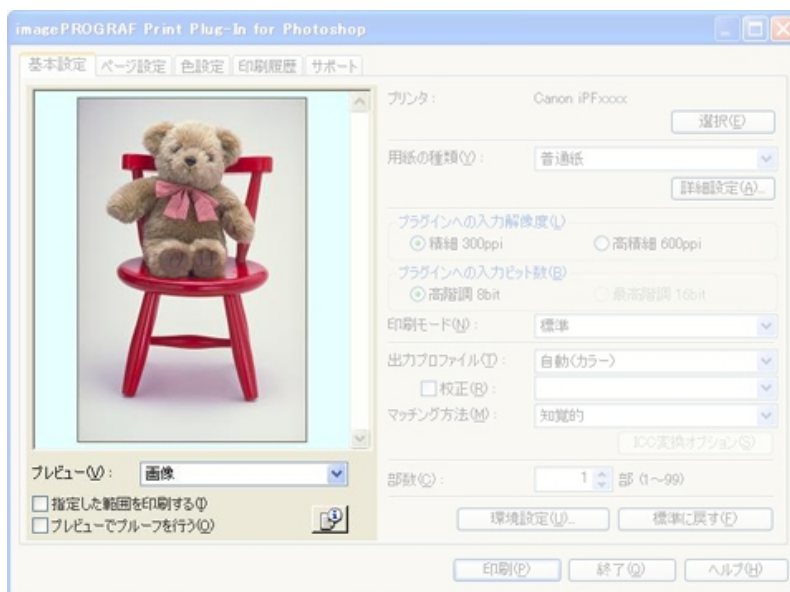 imagePROGRAF Print Plug-In for Photoshop
基本設定 ページ設定 色設定 印刷履歴 サポート
プリンタ： Canon iPFxxxx
選択(E)
用紙の種類(Y)： 普通紙
詳細設定(A)...
プラグインへの入力解像度(L)
精細 300ppi 高精細 600ppi
プラグインへの入力ビット数(B)
高階調 8bit 最高階調 16bit
印刷モード(N)： 標準
出力プロファイル(T)： 自動(カラー)
校正(R)：
マッチング方法(M)： 知覚的
ICC変換オプション(S)
プレビュー(V)： 画像
部数(C)： 1 部 (1～99)
指定した範囲を印刷する(I)
プレビューでプルーフを行う(O)
環境設定(U)... 標準に戻す(F)
印刷(P) 終了(Q) ヘルプ(H)